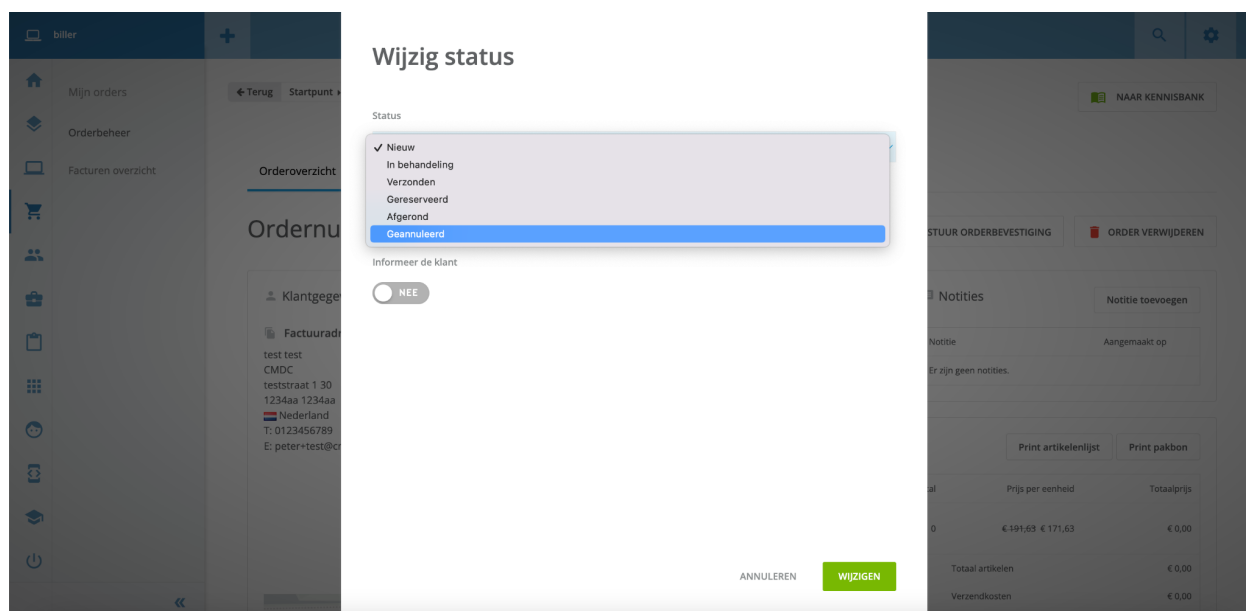 biller
Wijzig status
Mijn orders
Terug Startpunt
NAAR KENNISBANK
Status
Orderbeheer
Nieuw
In behandeling
Facturen overzicht
Orderoverzicht
Verzonden
Gereserveerd
Afgerond
Geannuleerd
Ordernu
STUUR ORDERBEVESTIGING
ORDER VERWIJDEREN
Informeer de klant
NEE
Klantgege
Notities
Notitie toevoegen
Factuuradr
Notitie Aangemaakt op
test test
CMDC
Er zijn geen notities.
teststraat 1 30
1234aa 1234aa
Nederland
T: 0123456789
E: peter+test@c
Print artikelenlijst
Print pakbon
Prijs per eenheid Totaalprijs
0 € 191,63 € 171,63 € 0,00
Totaal artikelen € 0,00
Verzendkosten € 0,00
ANNULEREN
WIJZIGEN